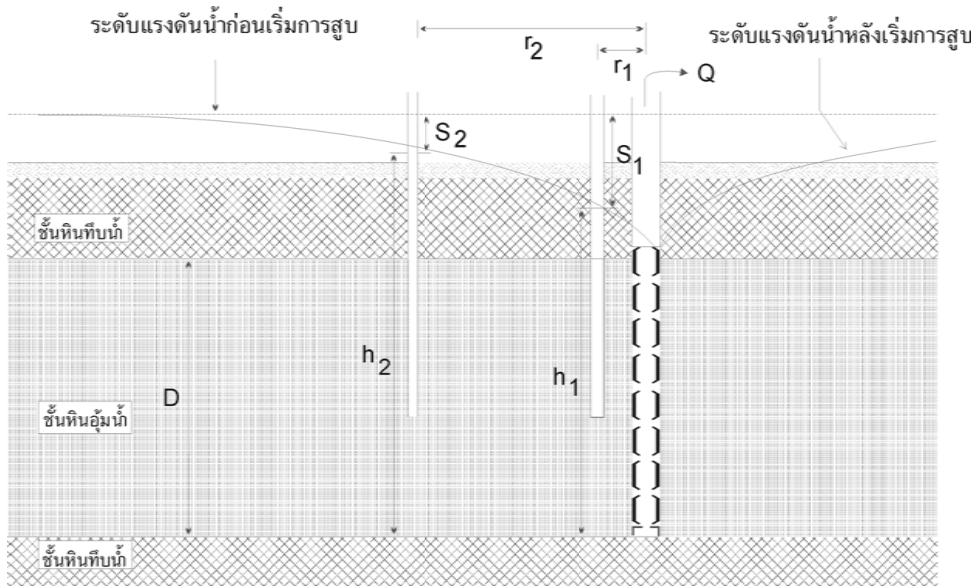 ระดับแรงดันน้ำก่อนเริ่มการสูบ
ระดับแรงดันน้ำหลังเริ่มการสูบ
r2
r1
Q
S2
S1
ชั้นหินทึบน้ำ
h2
h1
D
ชั้นหินอุ้มน้ำ
ชั้นหินทึบน้ำ